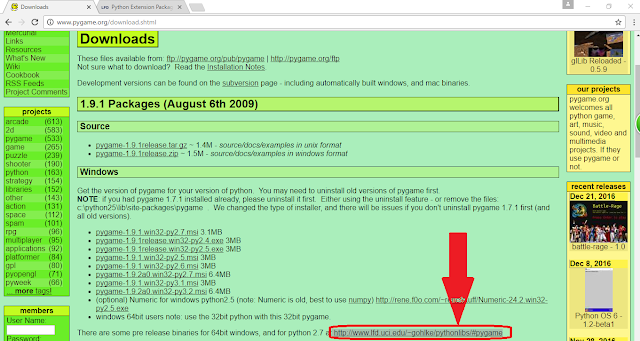 Downloads
Python Extension Packag
www.pygame.org/download.shtml
Mercurial
Links
Resources
What's New
Wiki
Cookbook
RSS Feeds
Project Comments
projects
arcade (613)
2d (583)
pygame (533)
game (265)
puzzle (239)
shooter (190)
python (163)
strategy (154)
libraries (152)
other (143)
action (131)
space (112)
spam (101)
rpg (96)
multiplayer (95)
applications (92)
platformer (84)
gpl (80)
pyopengl (71)
pyweek (66)
... more tags!
members
User Name
Password
Downloads
These files available from ftp://pygame.org/pub/pygame | http://pygame.org/ftp
Not sure what to download? Read the Installation Notes.
Development versions can be found on the subversion page - including automatically built windows, and mac binaries.
1.9.1 Packages (August 6th 2009)
Source
pygame-1.9.1release.tar.gz ~ 1.4M - source/docs/examples in unix format
pygame-1.9.1release.zip ~ 1.5M - source/docs/examples in windows format
Windows
Get the version of pygame for your version of python. You may need to uninstall old versions of pygame first.
NOTE: if you had pygame 1.7.1 installed already, please uninstall it first. Either using the uninstall feature - or remove the files:
c:\python25\lib\site-packages\pygame . We changed the type of installer, and there will be issues if you don't uninstall pygame 1.7.1 first (and
all old versions).
pygame-1.9.1.win32-py2.7.msi 3.1MB
pygame-1.9.1release.win32-py2.4.exe 3MB
pygame-1.9.1release.win32-py2.5.exe 3MB
pygame-1.9.1.win32-py2.5.msi 3MB
pygame-1.9.1.win32-py2.6.msi 3MB
pygame-1.9.2a0.win32-py2.7.msi 6.4MB
pygame-1.9.1.win32-py3.1.msi 3MB
pygame-1.9.2a0.win32-py3.2.msi 6.4MB
(optional) Numeric for windows python2.5 (note: Numeric is old, best to use numpy) http://rene.f0o.com/
windows 64bit users note: use the 32bit python with this 32bit pygame.
There are some pre release binaries for 64bit windows, and for python 2.7 at http://www.lfd.uci.edu/~gohlke/pythonlibs/#pygame
glLib Reloaded -
0.5.9
our projects
pygame.org
welcomes all
python game,
art, music,
sound, video and
multimedia
projects. If they
use pygame or
not.
recent releases
Dec 21, 2016
Battle-Rage
battle-rage - 1.0
Dec 8, 2016
Python OS 6 -
1.2-beta1